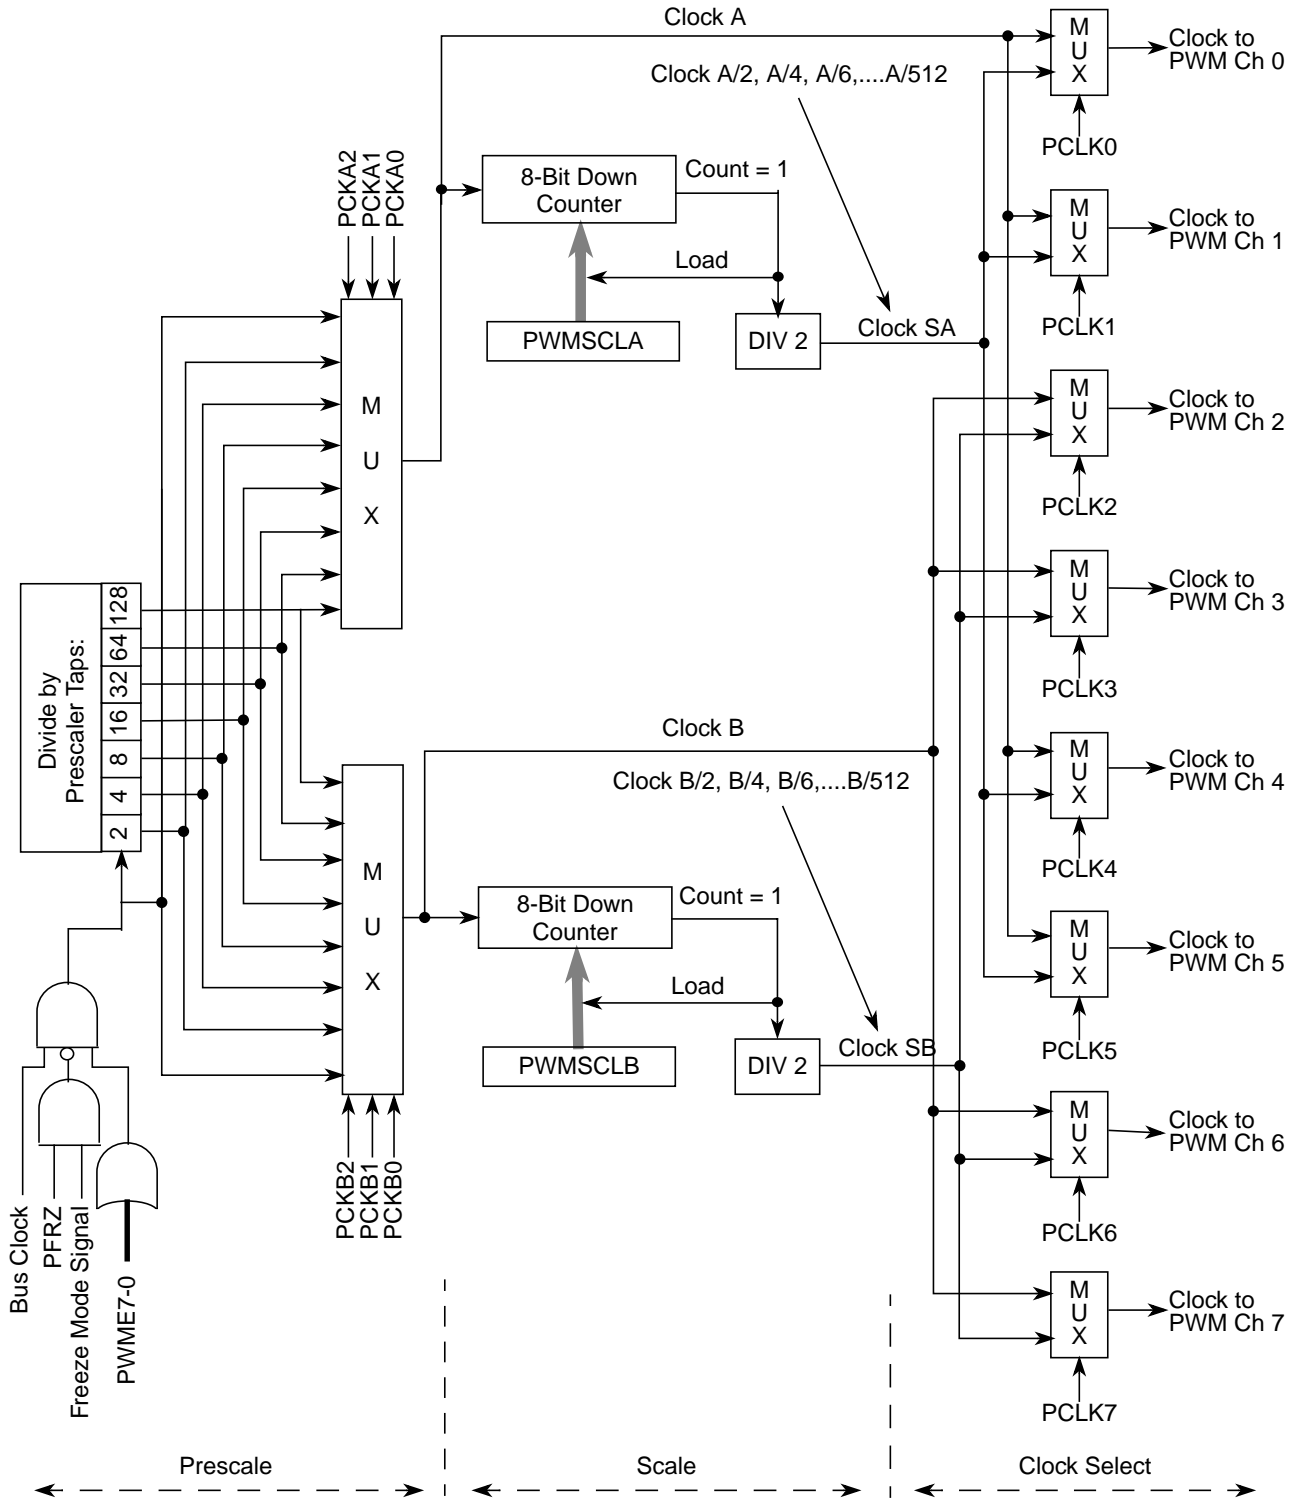 Clock A
Clock A/2, A/4, A/6,....A/512
M
U
X
Clock to
PWM Ch 0
PCLK0
PCKA2
PCKA1
PCKA0
8-Bit Down
Counter
Count = 1
Load
PWMSCLA
DIV 2
Clock SA
M
U
X
Clock to
PWM Ch 1
PCLK1
M
U
X
M
U
X
Clock to
PWM Ch 2
PCLK2
M
U
X
Clock to
PWM Ch 3
PCLK3
Divide by
Prescaler Taps:
128
64
32
16
8
4
2
Clock B
Clock B/2, B/4, B/6,....B/512
M
U
X
Clock to
PWM Ch 4
PCLK4
M
U
X
8-Bit Down
Counter
Count = 1
Load
PWMSCLB
DIV 2
Clock SB
M
U
X
Clock to
PWM Ch 5
PCLK5
PCKB2
PCKB1
PCKB0
M
U
X
Clock to
PWM Ch 6
PCLK6
Bus Clock
PFRZ
Freeze Mode Signal
PWME7-0
M
U
X
Clock to
PWM Ch 7
PCLK7
Prescale
Scale
Clock Select